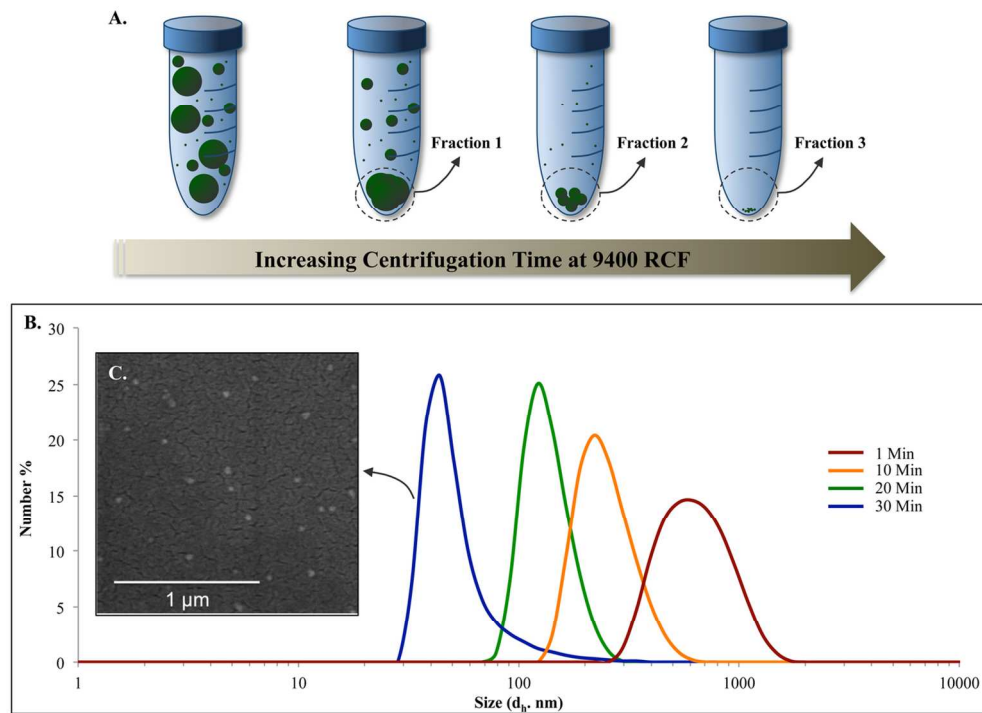 A.
Fraction 1
Fraction 2
Fraction 3
Increasing Centrifugation Time at 9400 RCF
B.
30
25
20
15
10
5
0
Number %
C.
1 µm
1 Min
10 Min
20 Min
30 Min
1
10
100
1000
10000
Size (dₕ. nm)